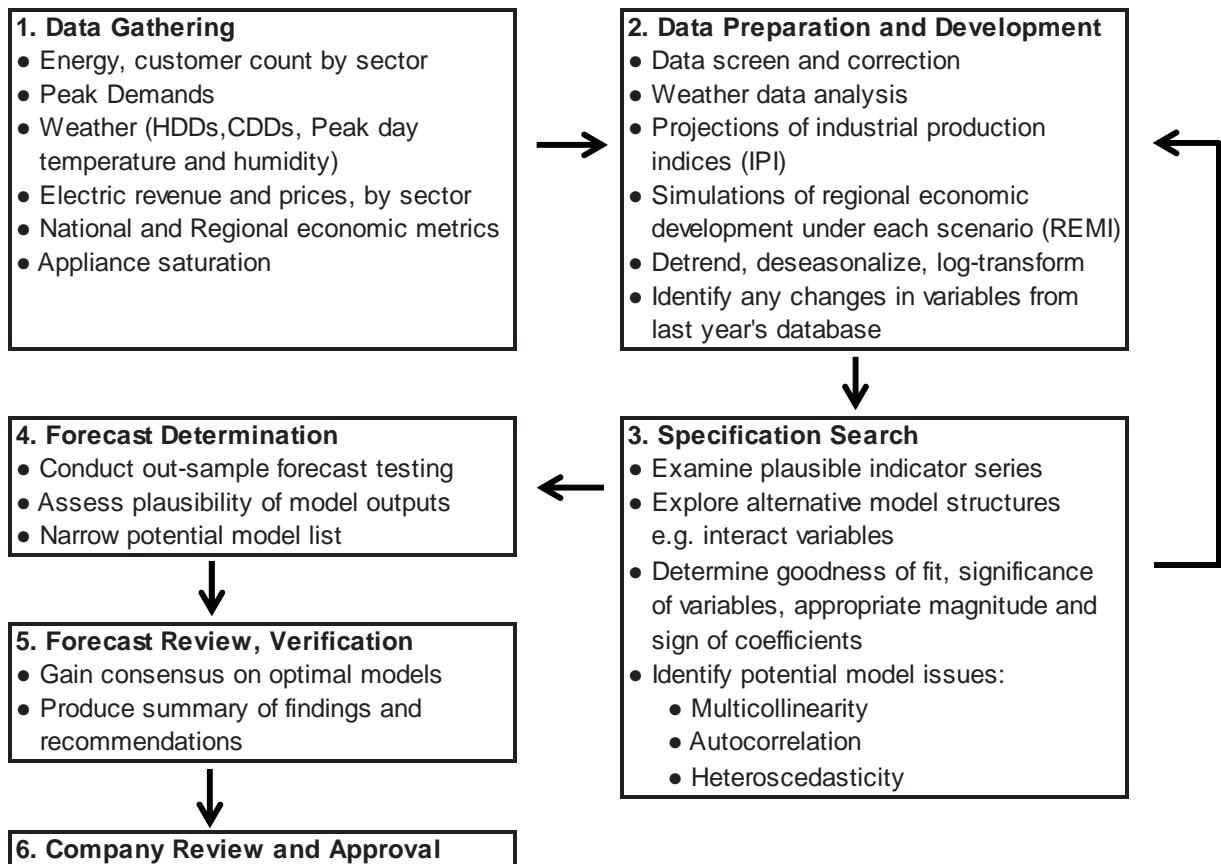 1. Data Gathering
● Energy, customer count by sector
● Peak Demands
● Weather (HDDs,CDDs, Peak day
temperature and humidity)
● Electric revenue and prices, by sector
● National and Regional economic metrics
● Appliance saturation
2. Data Preparation and Development
● Data screen and correction
● Weather data analysis
● Projections of industrial production
indices (IPI)
● Simulations of regional economic
development under each scenario (REMI)
● Detrend, deseasonalize, log-transform
● Identify any changes in variables from
last year's database
3. Specification Search
● Examine plausible indicator series
● Explore alternative model structures
e.g. interact variables
● Determine goodness of fit, significance
of variables, appropriate magnitude and
sign of coefficients
● Identify potential model issues:
● Multicollinearity
● Autocorrelation
● Heteroscedasticity
4. Forecast Determination
● Conduct out-sample forecast testing
● Assess plausibility of model outputs
● Narrow potential model list
5. Forecast Review, Verification
● Gain consensus on optimal models
● Produce summary of findings and
recommendations
6. Company Review and Approval